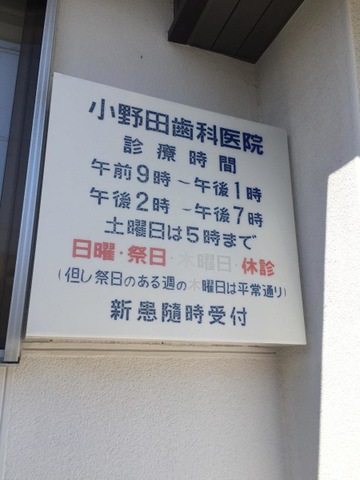 小野田歯科医院
診療時間
午前9時－午後1時
午後2時－午後7時
土曜日は5時まで
日曜・祭日・木曜日・休診
(但し祭日のある週の木曜日は平常通り)
新患随時受付